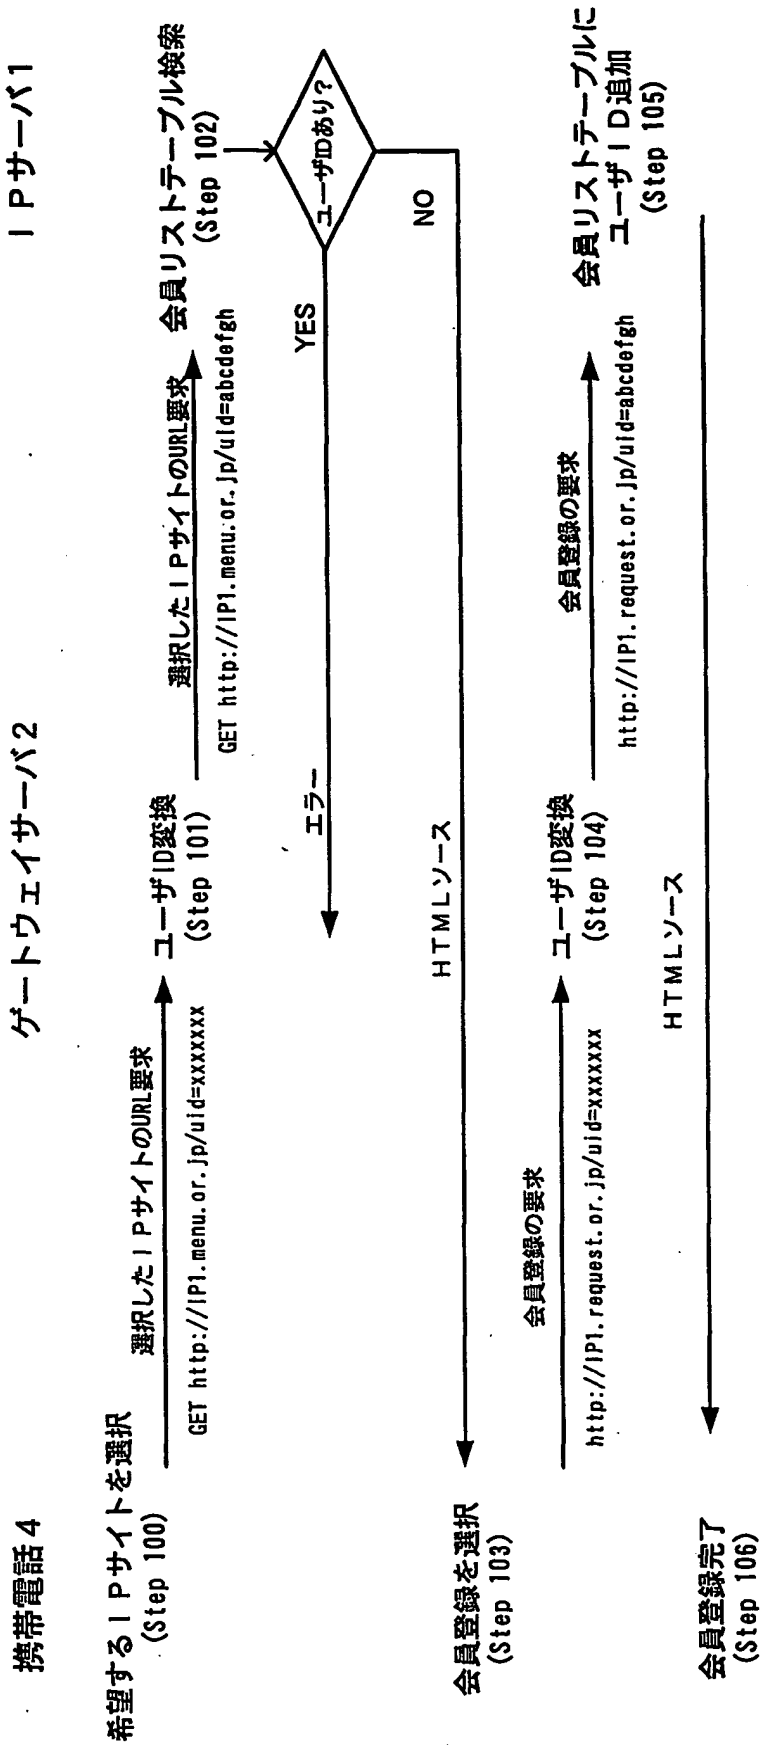 携帯電話4
ゲートウェイサーバ2
IPサーバ1
希望するIPサイトを選択
(Step 100)
選択したIPサイトのURL要求
GET http://IP1.menu.or.jp/uid=xxxxxxx
ユーザID変換
(Step 101)
選択したIPサイトのURL要求
GET http://IP1.menu.or.jp/uid=abcdefgh
会員リストテーブル検索
(Step 102)
ユーザIDあり?
YES
エラー
NO
HTMLソース
会員登録を選択
(Step 103)
会員登録の要求
http://IP1.request.or.jp/uid=xxxxxxx
ユーザID変換
(Step 104)
会員登録の要求
http://IP1.request.or.jp/uid=abcdefgh
会員リストテーブルに
ユーザID追加
(Step 105)
HTMLソース
会員登録完了
(Step 106)